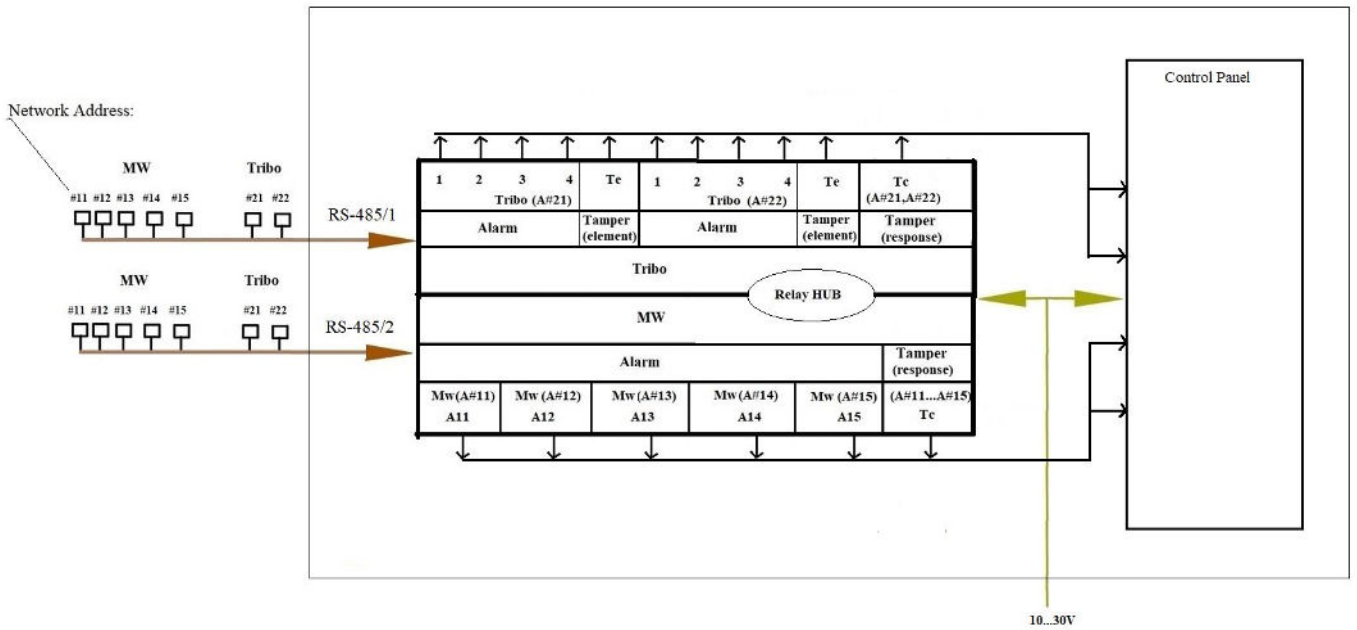 Control Panel
Network Address:
MW Tribo
#11 #12 #13 #14 #15 #21 #22
RS-485/1
1 2 3 4 Te 1 2 3 4 Te Tc
Tribo (A#21) Tribo (A#22) (A#21,A#22)
Alarm Tamper Alarm Tamper Tamper
(element) (element) (response)
Tribo
MW Tribo
Relay HUB
#11 #12 #13 #14 #15 #21 #22
RS-485/2
MW
Alarm Tamper
(response)
Mw(A#11) Mw(A#12) Mw(A#13) Mw(A#14) Mw(A#15) (A#11...A#15)
A11 A12 A13 A14 A15 Tc
10...30V